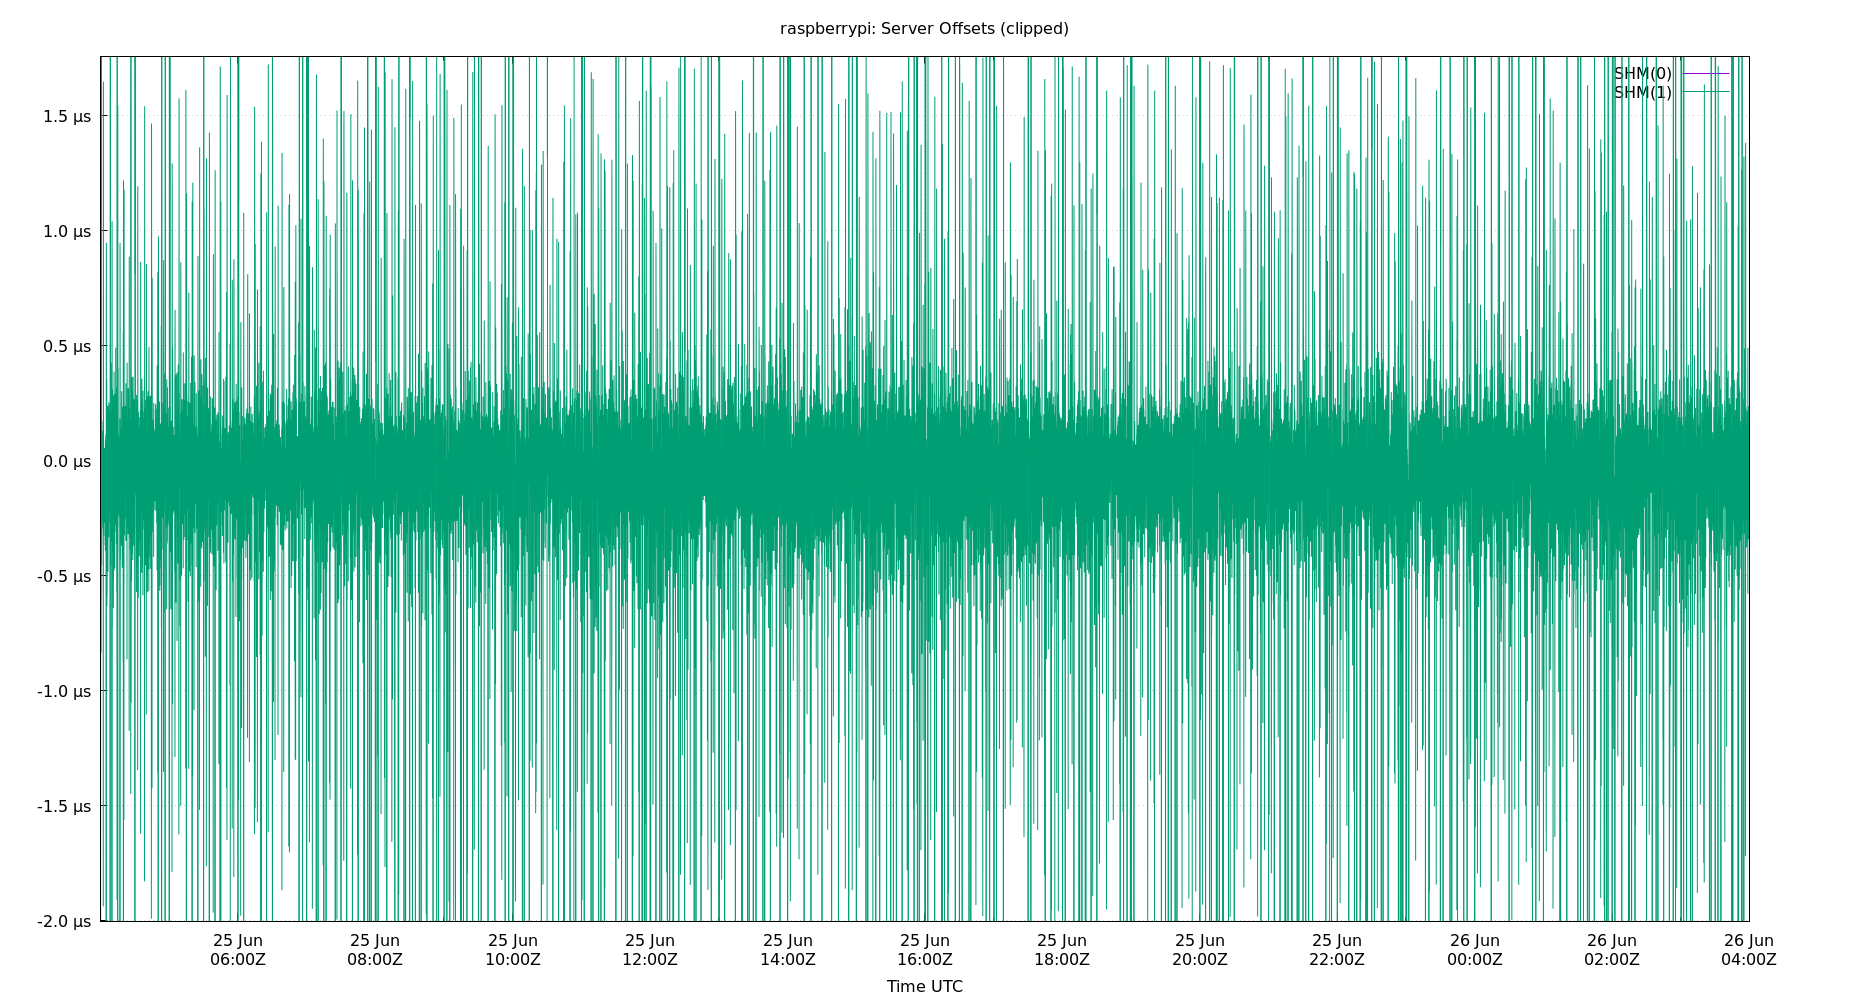 raspberrypi: Server Offsets (clipped)
SHM(0)
SHM(1)
1.5 µs
1.0 µs
0.5 µs
0.0 µs
-0.5 µs
-1.0 µs
-1.5 µs
-2.0 µs
25 Jun 25 Jun 25 Jun 25 Jun 25 Jun 25 Jun 25 Jun 25 Jun 25 Jun 26 Jun 26 Jun 26 Jun
06:00Z 08:00Z 10:00Z 12:00Z 14:00Z 16:00Z 18:00Z 20:00Z 22:00Z 00:00Z 02:00Z 04:00Z
Time UTC